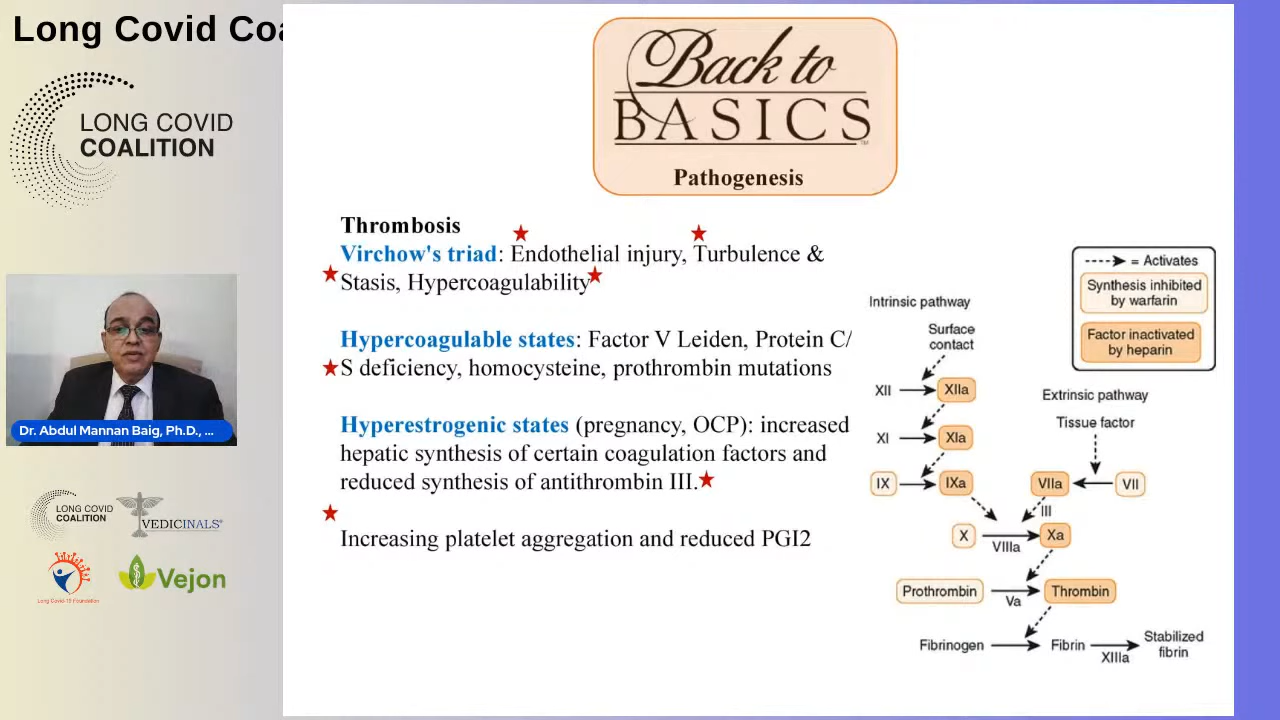 Long Covid Coa
LONG COVID
COALITION
Back to
BASICS
TM
Pathogenesis
Thrombosis
Virchow's triad: Endothelial injury, Turbulence &
Stasis, Hypercoagulability
Hypercoagulable states: Factor V Leiden, Protein C/
S deficiency, homocysteine, prothrombin mutations
Hyperestrogenic states (pregnancy, OCP): increased
hepatic synthesis of certain coagulation factors and
reduced synthesis of antithrombin III.
Increasing platelet aggregation and reduced PGI2
= Activates
Synthesis inhibited
by warfarin
Factor inactivated
by heparin
Intrinsic pathway
Surface
contact
XII XIIa
Extrinsic pathway
Tissue factor
XI XIa
IX IXa VIIa VII
III
X Xa
VIIIa
Prothrombin Thrombin
Va
Fibrinogen Fibrin Stabilized
fibrin
XIIIa
Dr. Abdul Mannan Baig, Ph.D., ...
LONG COVID
COALITION
VEDICINALS®
Long Covid-19 Foundation
Vejon